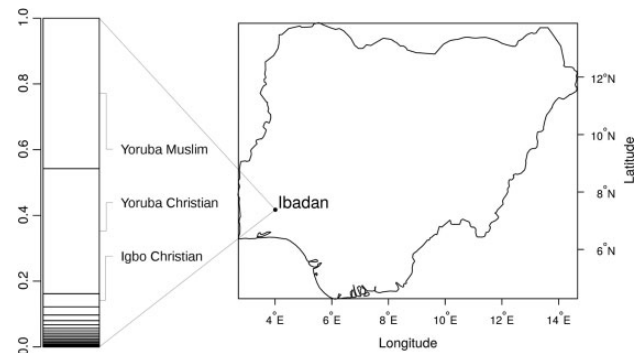 1.0
0.8
0.6
0.4
0.2
0.0
Yoruba Muslim
Yoruba Christian
Igbo Christian
Ibadan
12°N
10°N
8°N
6°N
Latitude
4°E
6°E
8°E
10°E
12°E
14°E
Longitude